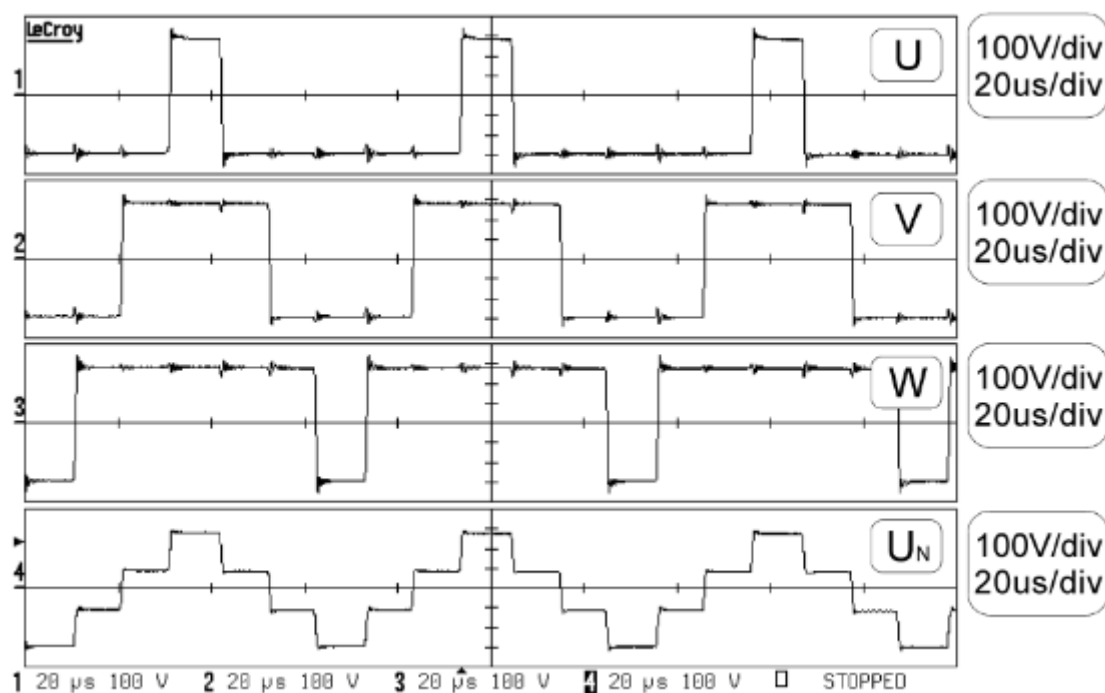 LeCroy
1
U
100V/div
20us/div
2
V
100V/div
20us/div
3
W
100V/div
20us/div
4
UN
100V/div
20us/div
1 20 µs 100 V 2 20 µs 100 V 3 20 µs 100 V 4 20 µs 100 V STOPPED